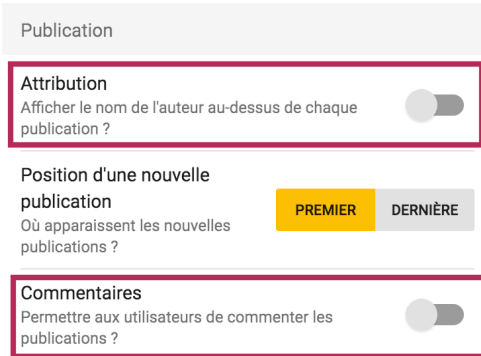 Publication
Attribution
Afficher le nom de l'auteur au-dessus de chaque
publication ?
Position d'une nouvelle
publication
Où apparaissent les nouvelles
publications ?
PREMIER DERNIÈRE
Commentaires
Permettre aux utilisateurs de commenter les
publications ?